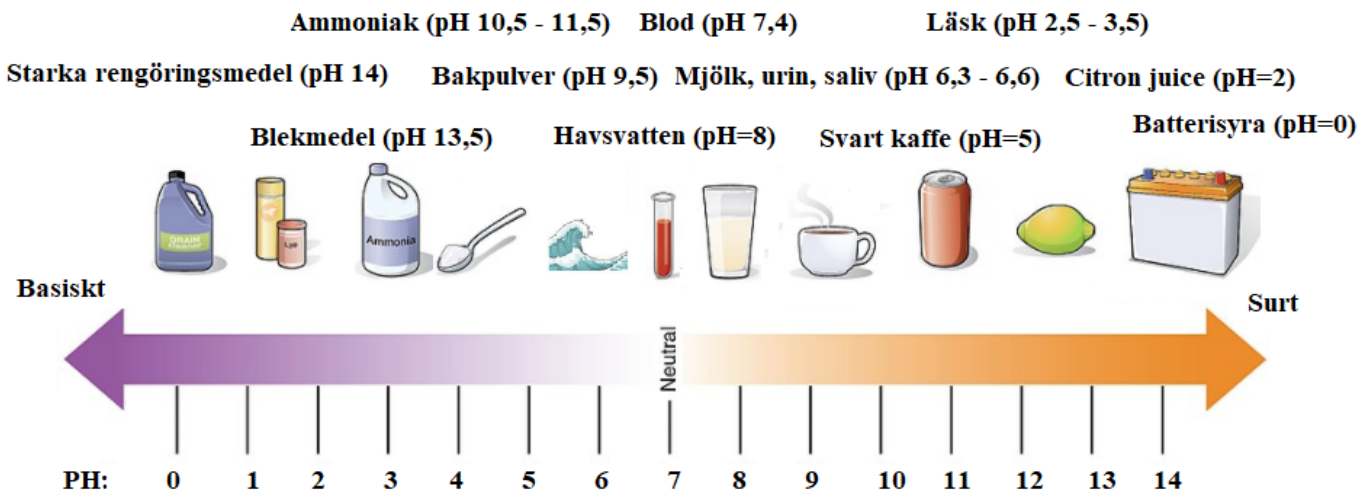 Ammoniak (pH 10,5 - 11,5) Blod (pH 7,4) Läsk (pH 2,5 - 3,5)
Starka rengöringsmedel (pH 14) Bakpulver (pH 9,5) Mjölk, urin, saliv (pH 6,3 - 6,6) Citron juice (pH=2)
Blekmedel (pH 13,5) Havsvatten (pH=8) Svart kaffe (pH=5) Batterisyra (pH=0)
DRAIN
cleaner
Lye
Ammonia
Basiskt Surt
Neutral
PH: 0 1 2 3 4 5 6 7 8 9 10 11 12 13 14